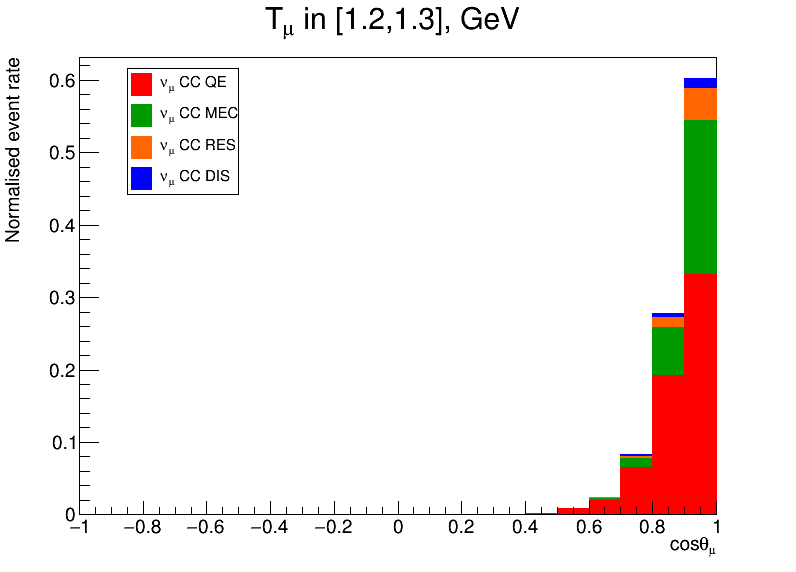 T_μ in [1.2,1.3], GeV
Normalised event rate
ν_μ CC QE
ν_μ CC MEC
ν_μ CC RES
ν_μ CC DIS
0.6
0.5
0.4
0.3
0.2
0.1
0
−1 −0.8 −0.6 −0.4 −0.2 0 0.2 0.4 0.6 0.8 1
cosθ_μ